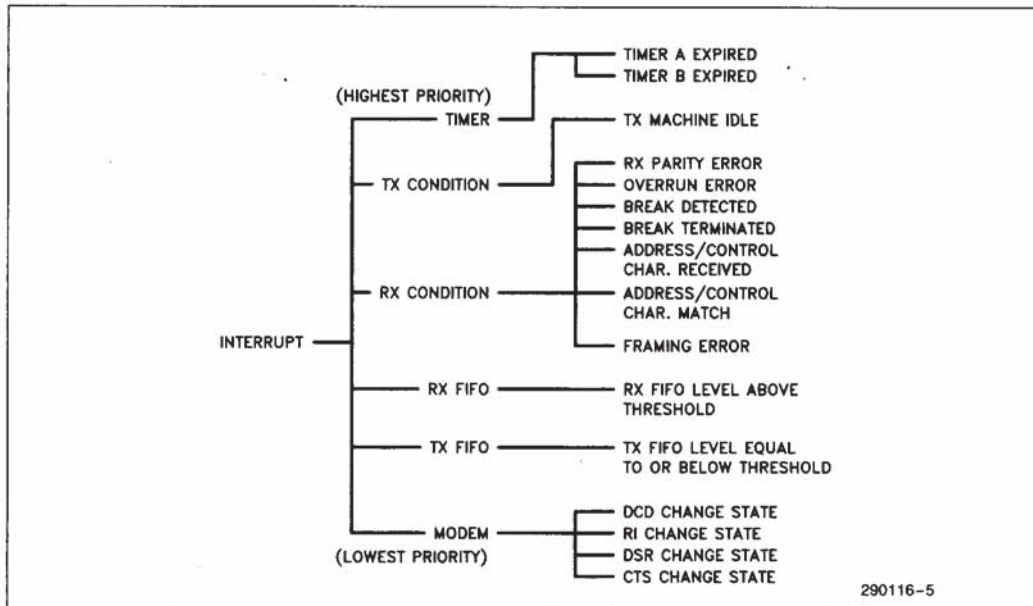 TIMER A EXPIRED
TIMER B EXPIRED
(HIGHEST PRIORITY)
TIMER
TX MACHINE IDLE
TX CONDITION
RX PARITY ERROR
OVERRUN ERROR
BREAK DETECTED
BREAK TERMINATED
ADDRESS/CONTROL
CHAR. RECEIVED
RX CONDITION
ADDRESS/CONTROL
CHAR. MATCH
FRAMING ERROR
INTERRUPT
RX FIFO
RX FIFO LEVEL ABOVE
THRESHOLD
TX FIFO
TX FIFO LEVEL EQUAL
TO OR BELOW THRESHOLD
MODEM
(LOWEST PRIORITY)
DCD CHANGE STATE
RI CHANGE STATE
DSR CHANGE STATE
CTS CHANGE STATE
290116-5